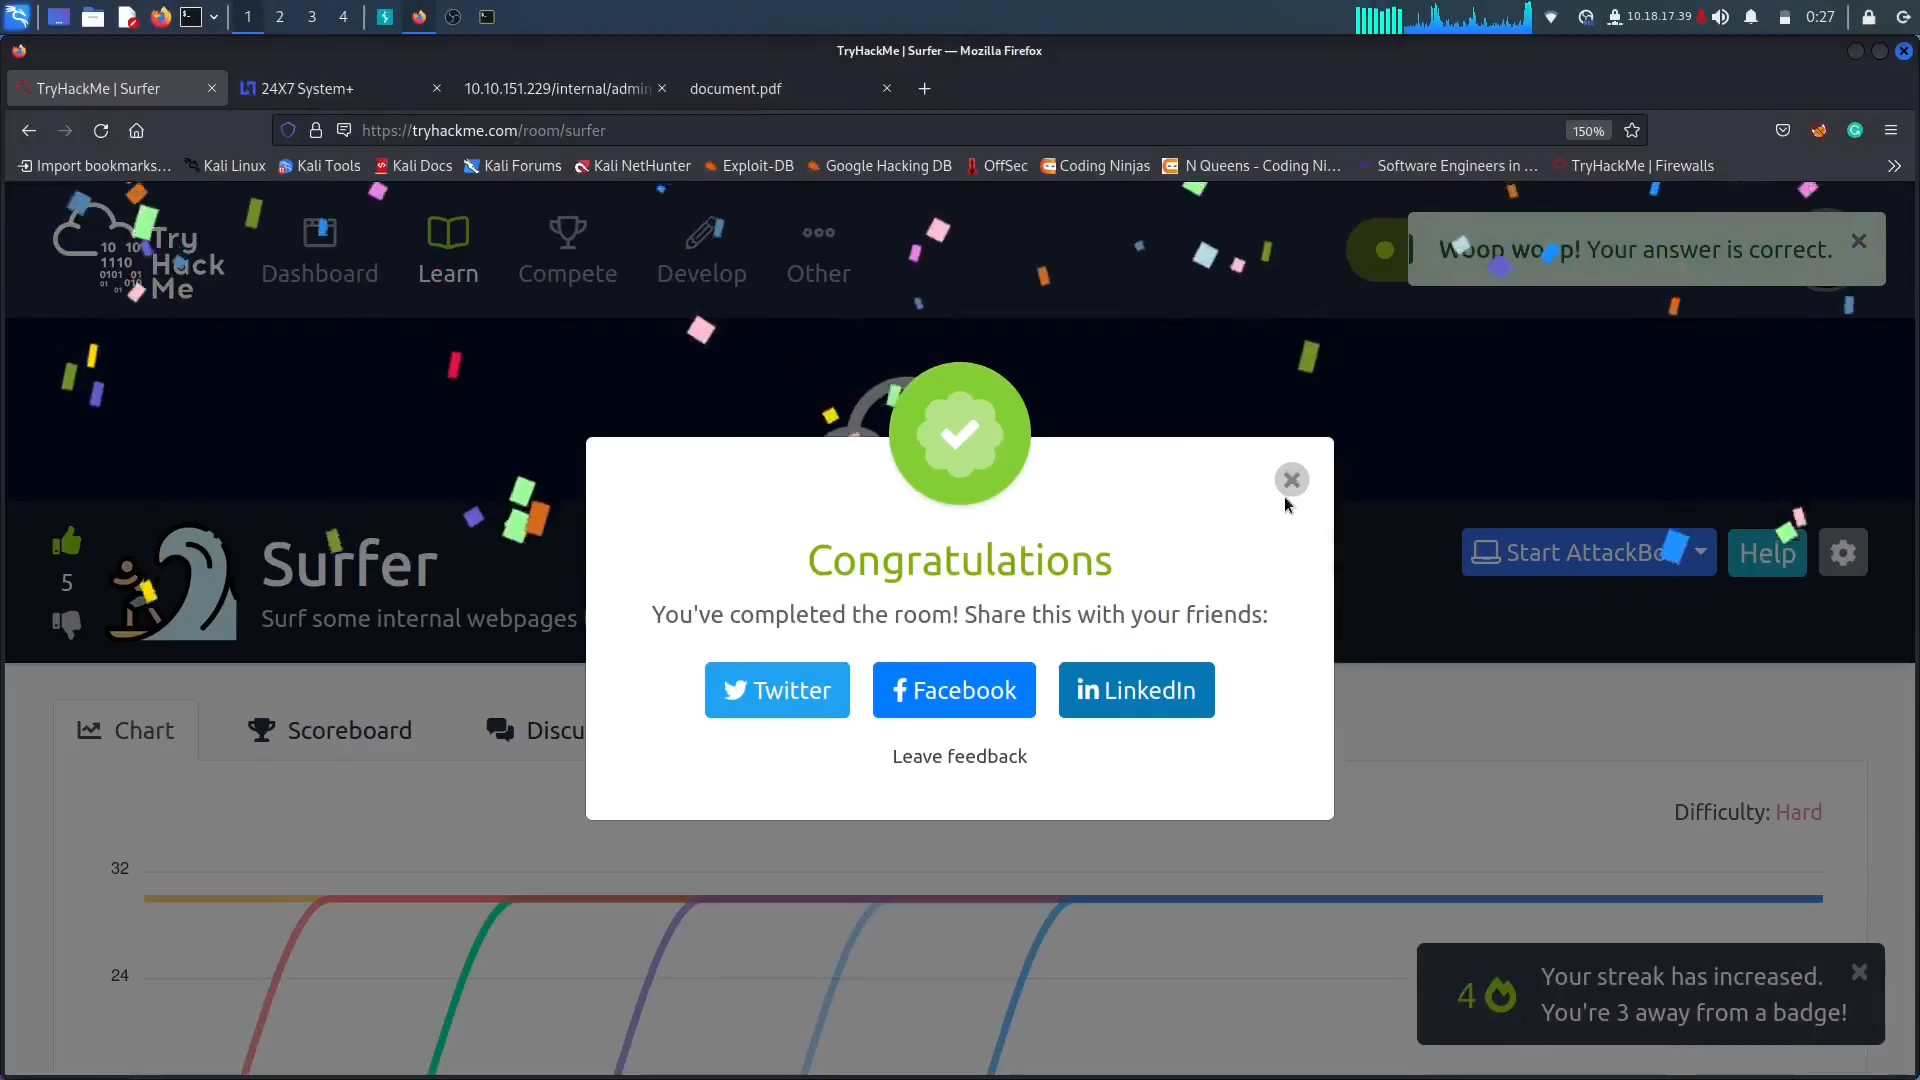 1
2
3
4
10.18.17.39
0:27
TryHackMe | Surfer — Mozilla Firefox
TryHackMe | Surfer
24X7 System+
10.10.151.229/internal/admin
document.pdf
https://tryhackme.com/room/surfer
150%
Import bookmarks...
Kali Linux
Kali Tools
Kali Docs
Kali Forums
Kali NetHunter
Exploit-DB
Google Hacking DB
OffSec
Coding Ninjas
N Queens - Coding Ni...
Software Engineers in ...
TryHackMe | Firewalls
Try
Hack
Me
Dashboard
Learn
Compete
Develop
Other
Woop woop! Your answer is correct.
Surfer
5
Surf some internal webpages
Start AttackBo
Help
Congratulations
You've completed the room! Share this with your friends:
Twitter
Facebook
LinkedIn
Leave feedback
Chart
Scoreboard
Discu
Difficulty: Hard
32
24
4
Your streak has increased.
You're 3 away from a badge!